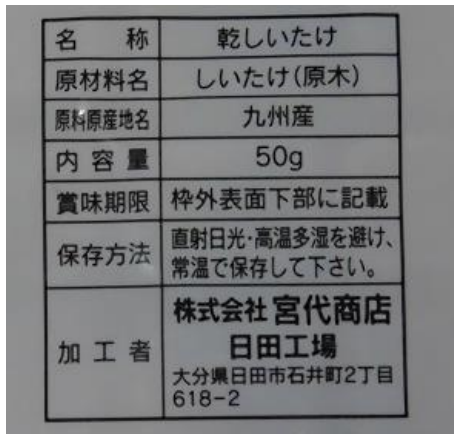 名称 乾しいたけ
原材料名 しいたけ(原木)
原料原産地名 九州産
内容量 50g
賞味期限 枠外表面下部に記載
保存方法 直射日光・高温多湿を避け、
常温で保存して下さい。
加工者 株式会社 宮代商店
日田工場
大分県日田市石井町2丁目
618-2